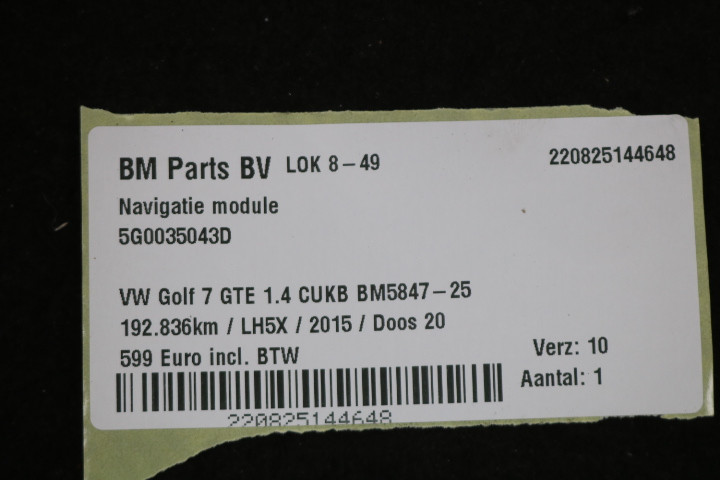 BM Parts BV LOK 8-49 220825144648
Navigatie module
5G0035043D
VW Golf 7 GTE 1.4 CUKB BM5847-25
192.836km / LH5X / 2015 / Doos 20
599 Euro incl. BTW Verz: 10
Aantal: 1
220825144648